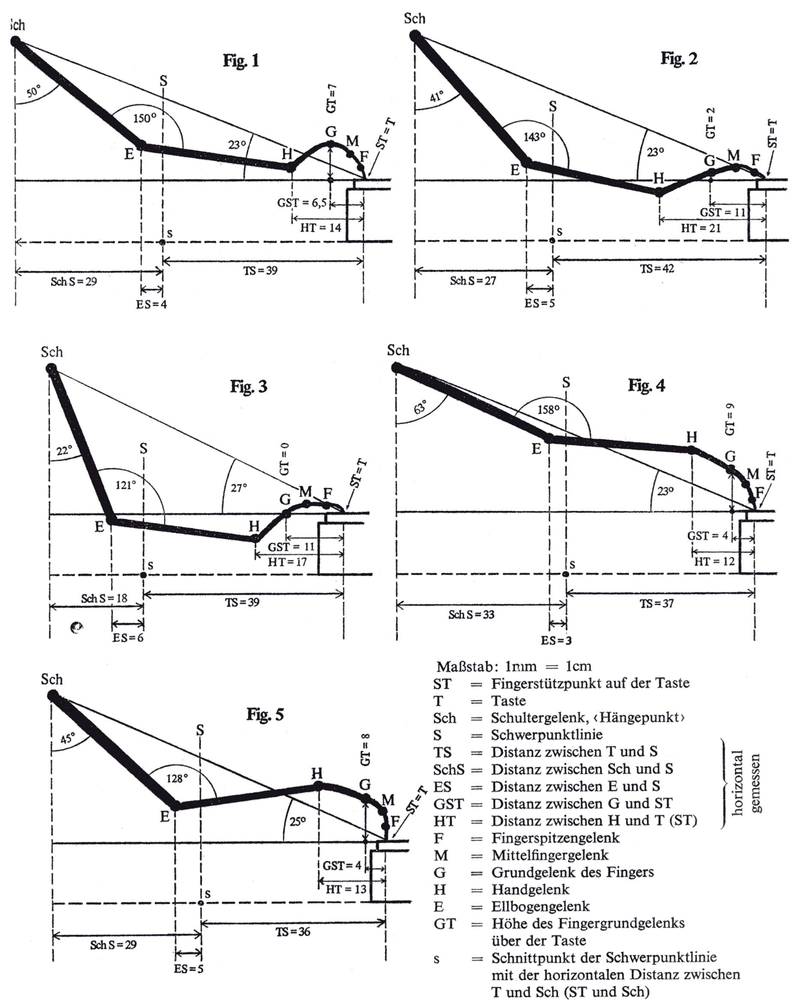 Sch
Fig. 1
50°
S
GT = 7
150°
23°
G
M
H
F
ST = T
E
GST = 6,5
HT = 14
s
TS = 39
Sch S = 29
ES = 4
Sch
Fig. 2
41°
S
GT = 2
ST = T
143°
23°
G
M
F
E
H
GST = 11
HT = 21
s
TS = 42
Sch S = 27
ES = 5
Sch
Fig. 3
22°
S
GT = 0
ST = T
121°
27°
M
F
G
E
H
GST = 11
HT = 17
s
Sch S = 18
TS = 39
ES = 6
Sch
Fig. 4
S
63°
158°
GT = 9
H
E
G
ST = T
M
23°
F
GST = 4
HT = 12
s
TS = 37
Sch S = 33
ES = 3
Sch
Fig. 5
45°
S
GT = 8
128°
H
G
M
ST = T
E
25°
F
GST = 4
HT = 13
s
TS = 36
Sch S = 29
ES = 5
Maßstab: 1mm = 1cm
ST = Fingerstützpunkt auf der Taste
T = Taste
Sch = Schultergelenk, ‹Hängepunkt›
S = Schwerpunktlinie
TS = Distanz zwischen T und S
SchS = Distanz zwischen Sch und S
ES = Distanz zwischen E und S
GST = Distanz zwischen G und ST
HT = Distanz zwischen H und T (ST)
horizontal
gemessen
F = Fingerspitzengelenk
M = Mittelfingergelenk
G = Grundgelenk des Fingers
H = Handgelenk
E = Ellbogengelenk
GT = Höhe des Fingergrundgelenks
über der Taste
s = Schnittpunkt der Schwerpunktlinie
mit der horizontalen Distanz zwischen
T und Sch (ST und Sch)